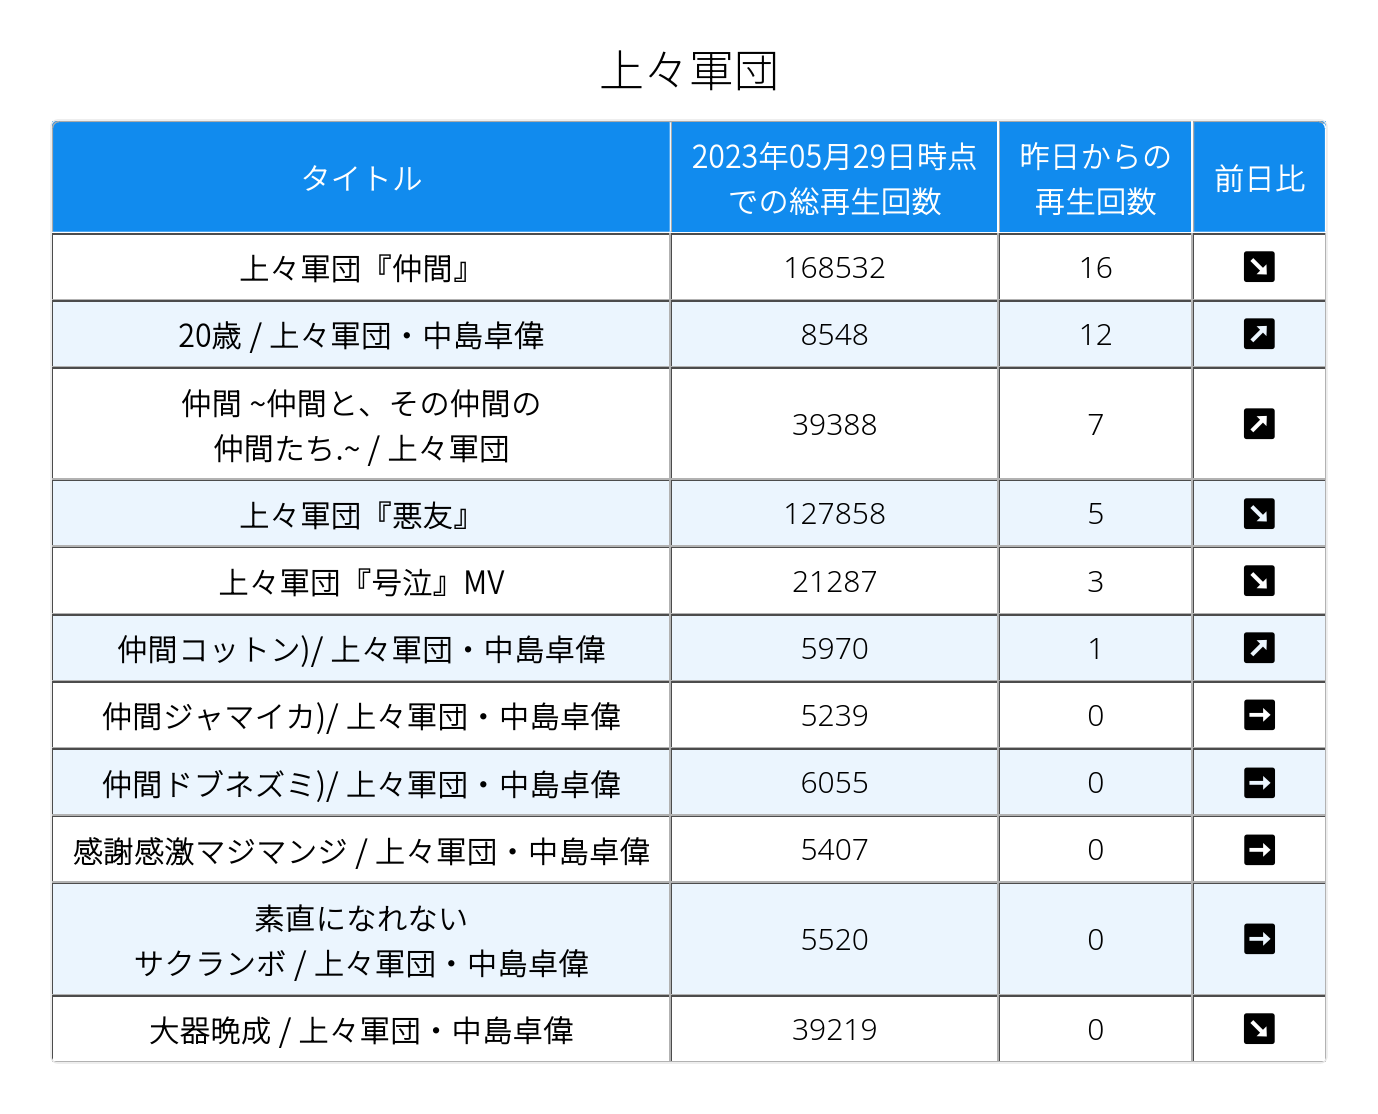 上々軍団
タイトル
2023年05月29日時点
での総再生回数
昨日からの
再生回数
前日比
上々軍団『仲間』 168532 16 ↘
20歳 / 上々軍団・中島卓偉 8548 12 ↗
仲間 ~仲間と、その仲間の
仲間たち.~ / 上々軍団 39388 7 ↗
上々軍団『悪友』 127858 5 ↘
上々軍団『号泣』MV 21287 3 ↘
仲間コットン)/ 上々軍団・中島卓偉 5970 1 ↗
仲間ジャマイカ)/ 上々軍団・中島卓偉 5239 0 →
仲間ドブネズミ)/ 上々軍団・中島卓偉 6055 0 →
感謝感激マジマンジ / 上々軍団・中島卓偉 5407 0 →
素直になれない
サクランボ / 上々軍団・中島卓偉 5520 0 →
大器晩成 / 上々軍団・中島卓偉 39219 0 ↘